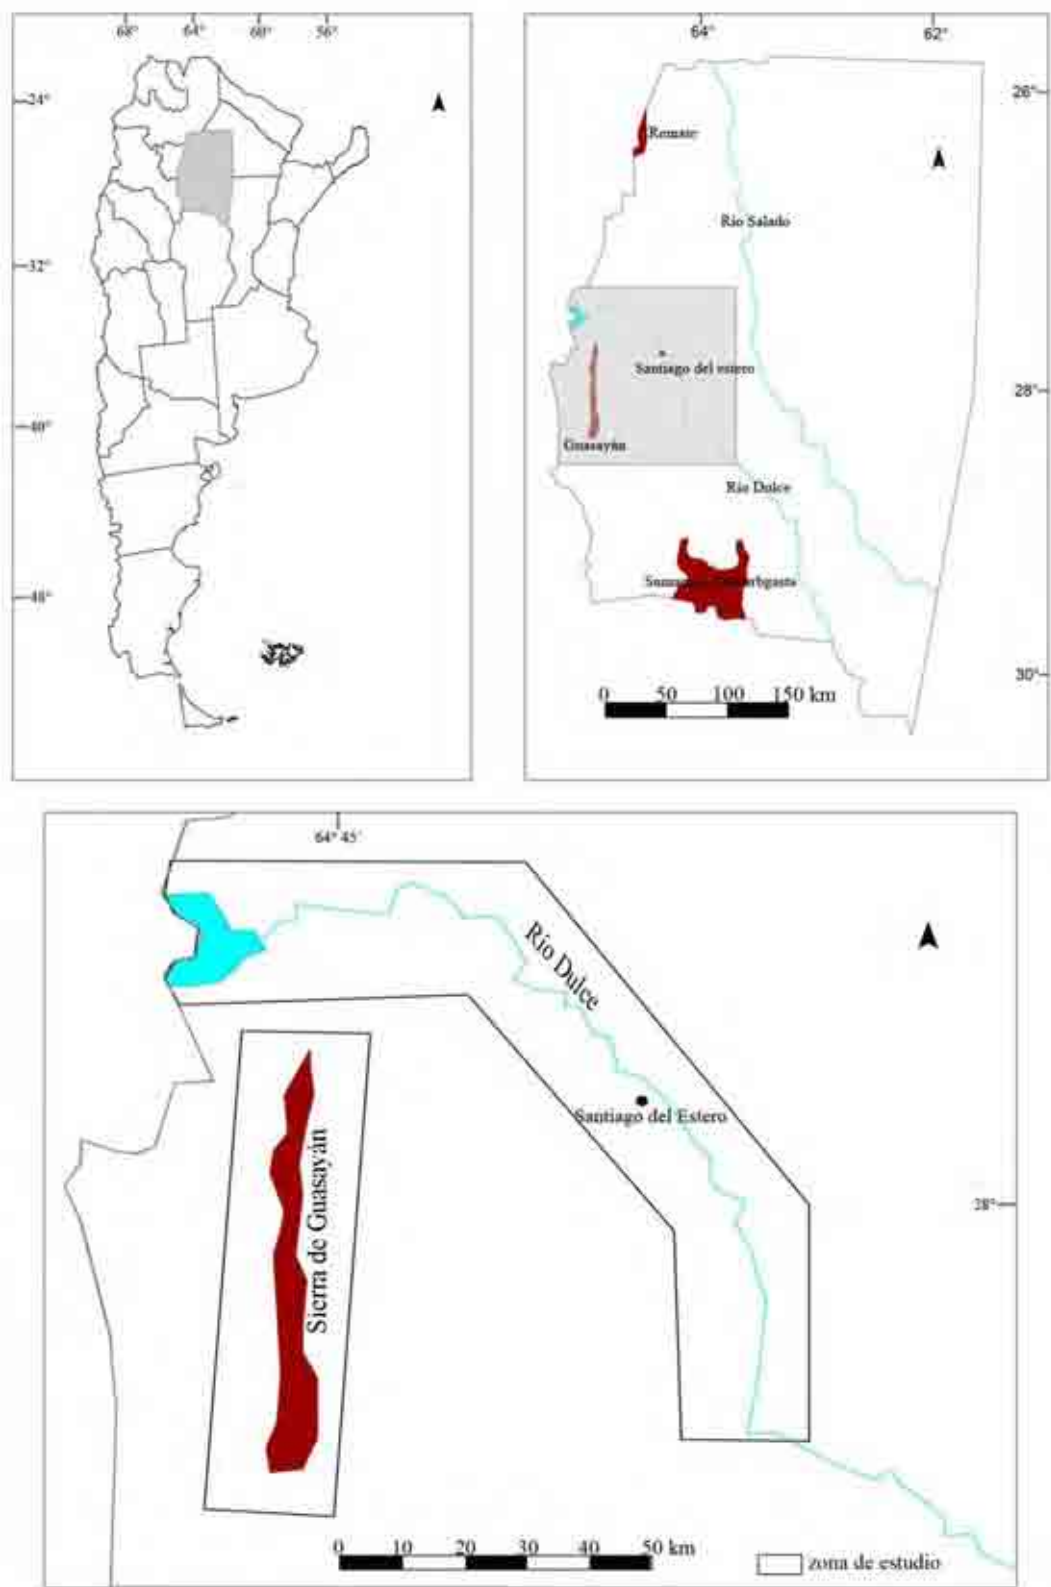 68° 64° 60° 56°
24°
32°
40°
48°
64° 62°
26°
28°
30°
Remate
Río Salado
Santiago del estero
Guasayán
Río Dulce
0 50 100 150 km
64° 45'
Río Dulce
Santiago del Estero
28°
Sierra de Guasayán
0 10 20 30 40 50 km
zona de estudio